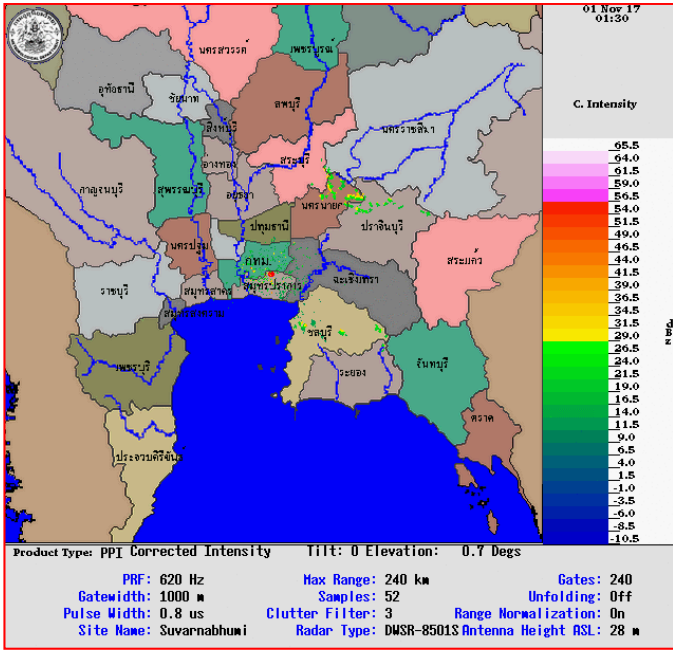 01 Nov 17
01:30
C. Intensity
65.5
64.0
61.5
59.0
56.5
54.0
51.5
49.0
46.5
44.0
41.5
39.0
36.5
34.0
31.5
29.0
26.5
24.0
21.5
19.0
16.5
14.0
11.5
9.0
6.5
4.0
1.5
-1.0
-3.5
-6.0
-8.5
-10.5
นครสวรรค์
เพชรบูรณ์
อุทัยธานี
ชัยนาท
ลพบุรี
สิงห์บุรี
นครราชสีมา
อ่างทอง
สระบุรี
กาญจนบุรี
สุพรรณบุรี
อยุธยา
นครนายก
ปราจีนบุรี
ปทุมธานี
นครปฐม
กทม.
สระแก้ว
ฉะเชิงเทรา
ราชบุรี
สมุทรสาคร
สมุทรปราการ
สมุทรสงคราม
ชลบุรี
เพชรบุรี
ระยอง
จันทบุรี
ตราด
ประจวบคีรีขันธ์
Product Type: PPI Corrected Intensity Tilt: 0 Elevation: 0.7 Degs
PRF: 620 Hz Max Range: 240 km Gates: 240
Gatewidth: 1000 m Samples: 52 Unfolding: Off
Pulse Width: 0.8 us Clutter Filter: 3 Range Normalization: On
Site Name: Suvarnabhumi Radar Type: DWSR-8501S Antenna Height ASL: 28 m